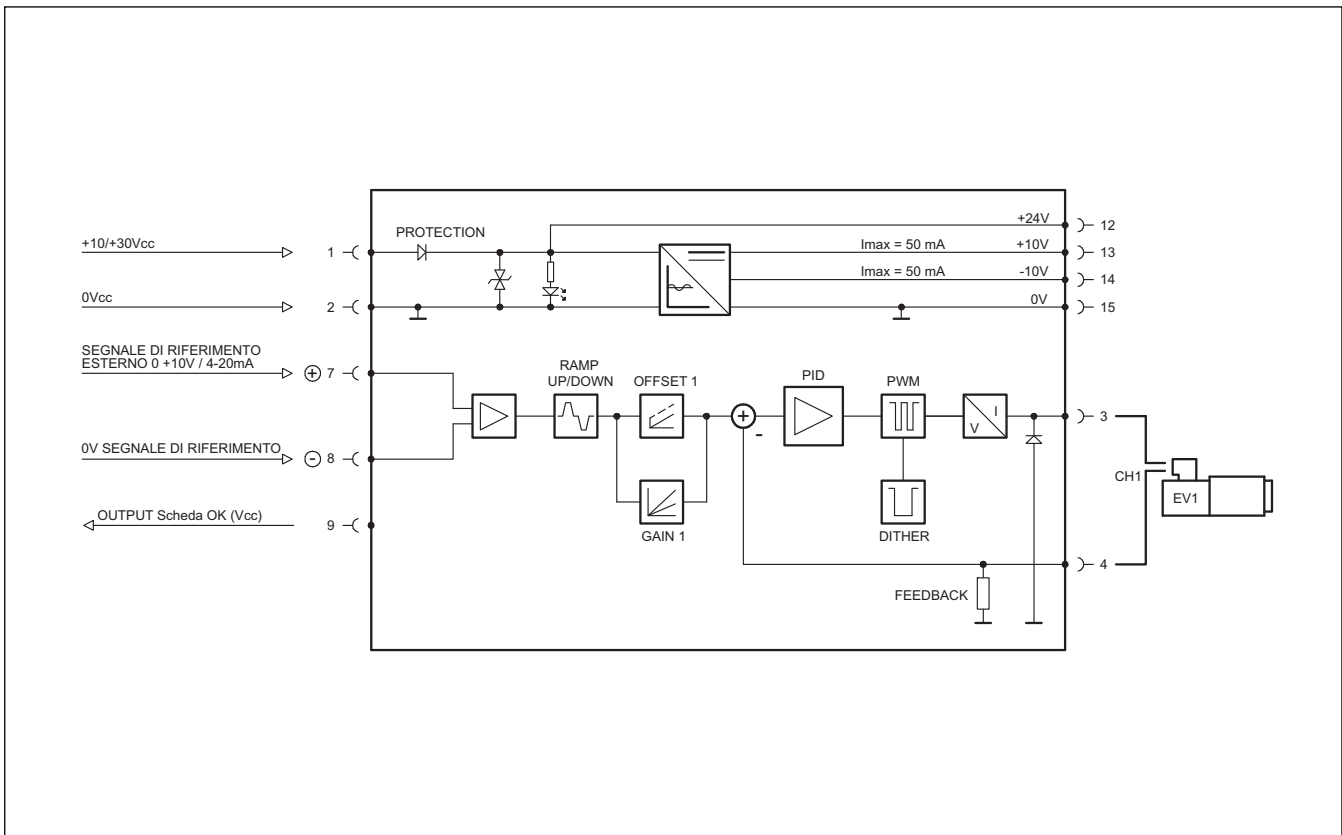 +24V
12
PROTECTION
+10/+30Vcc
1
Imax = 50 mA
+10V
13
Imax = 50 mA
-10V
14
0Vcc
2
0V
15
SEGNALE DI RIFERIMENTO
ESTERNO 0 +10V / 4-20mA
+ 7
RAMP
UP/DOWN
OFFSET 1
PID
PWM
+
-
V
I
3
0V SEGNALE DI RIFERIMENTO
- 8
CH1
EV1
OUTPUT Scheda OK (Vcc)
9
GAIN 1
DITHER
4
FEEDBACK